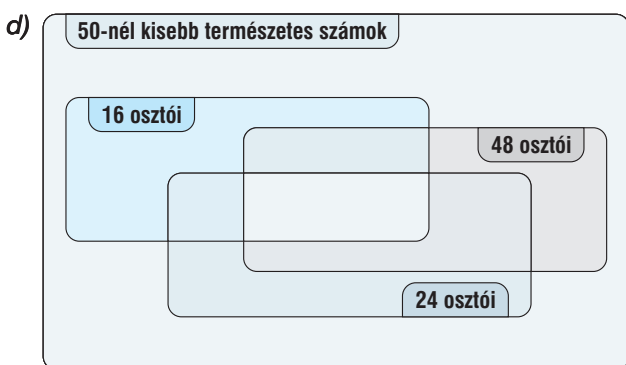 d)
50-nél kisebb természetes számok
16 osztói
48 osztói
24 osztói